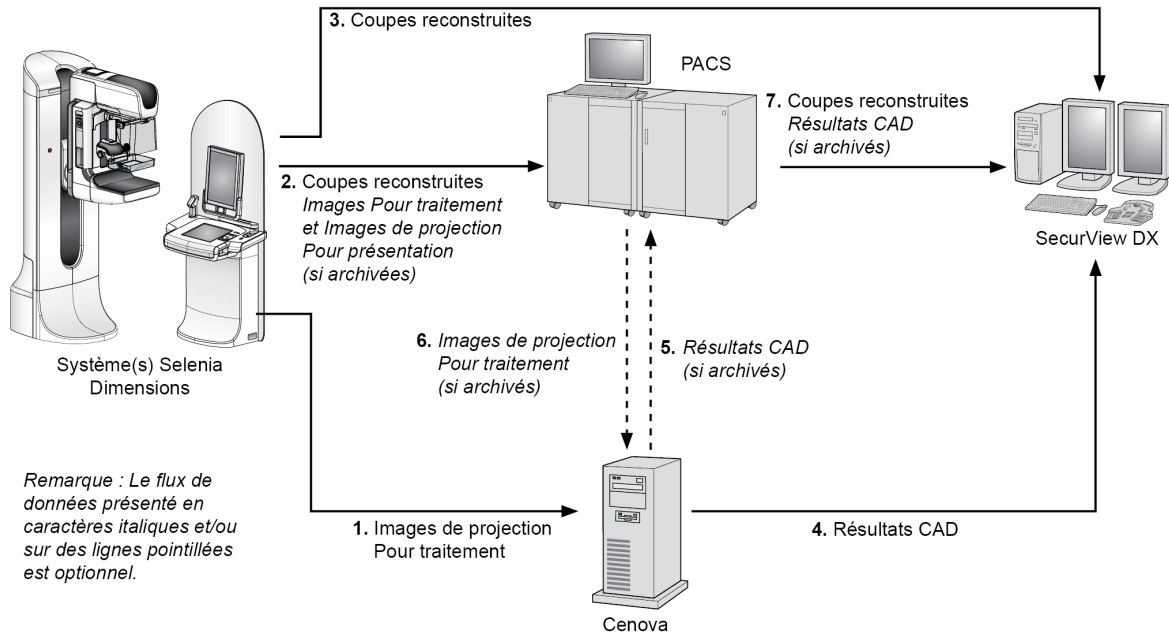 3. Coupes reconstruites
PACS
7. Coupes reconstruites
Résultats CAD
(si archivés)
2. Coupes reconstruites
Images Pour traitement
et Images de projection
Pour présentation
(si archivées)
SecurView DX
6. Images de projection
Pour traitement
(si archivés)
5. Résultats CAD
(si archivés)
Système(s) Selenia
Dimensions
Remarque : Le flux de
données présenté en
caractères italiques et/ou
sur des lignes pointillées
est optionnel.
1. Images de projection
Pour traitement
4. Résultats CAD
Cenova